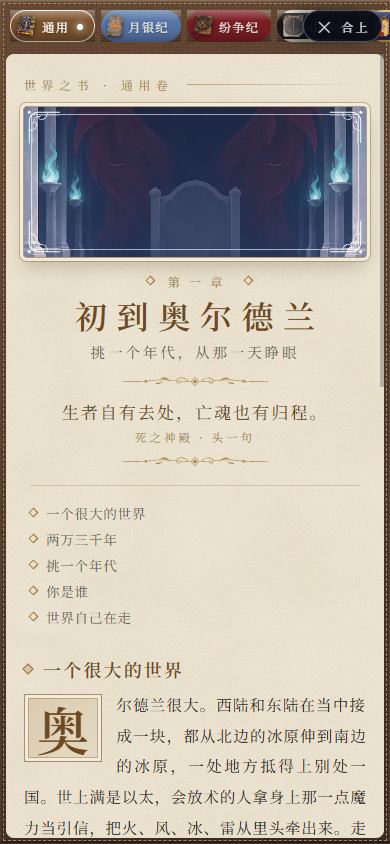 通用
月银纪
纷争纪
合上
世界之书 · 通用卷
第一章
初到奥尔德兰
挑一个年代，从那一天睁眼
生者自有去处，亡魂也有归程。
死之神殿 · 头一句
一个很大的世界
两万三千年
挑一个年代
你是谁
世界自己在走
一个很大的世界
奥尔德兰很大。西陆和东陆在当中接
成一块，都从北边的冰原伸到南边
的冰原，一处地方抵得上别处一
国。世上满是以太，会放术的人拿身上那一点魔
力当引信，把火、风、冰、雷从里头牵出来。走